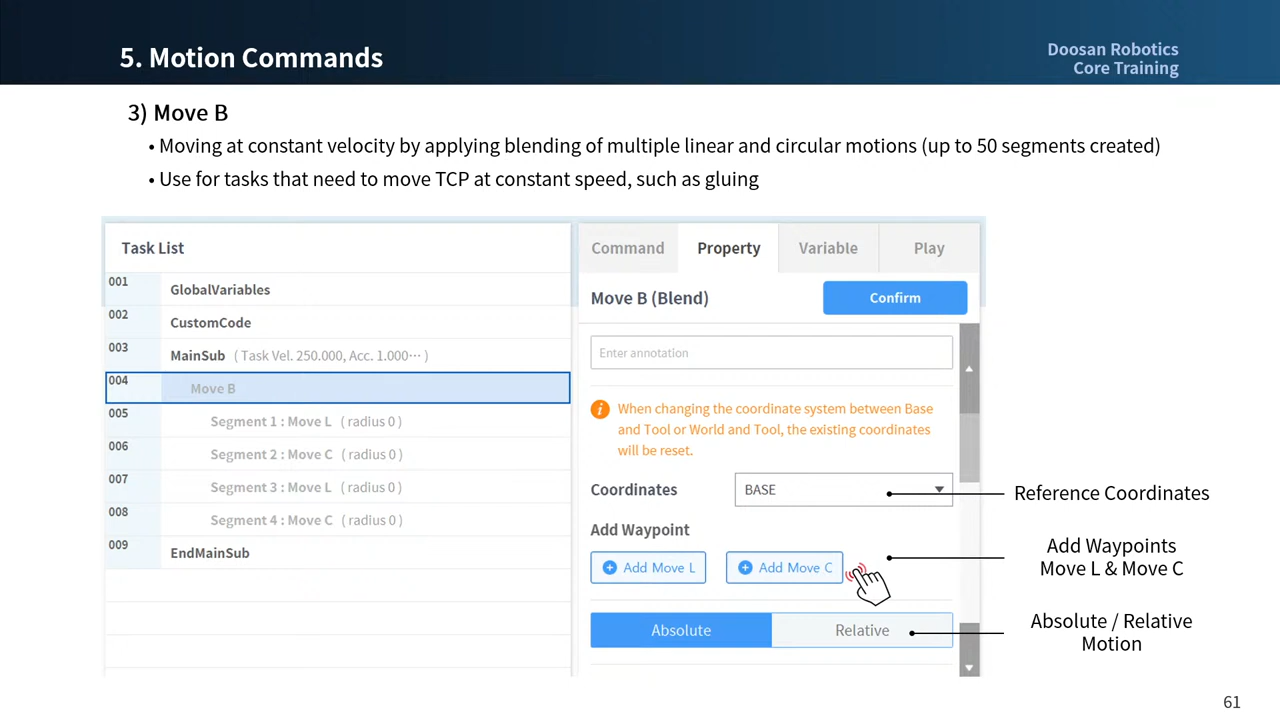 5. Motion Commands
Doosan Robotics
Core Training
3) Move B
• Moving at constant velocity by applying blending of multiple linear and circular motions (up to 50 segments created)
• Use for tasks that need to move TCP at constant speed, such as gluing
Task List
001 GlobalVariables
002 CustomCode
003 MainSub ( Task Vel. 250.000, Acc. 1.000··· )
004 Move B
005 Segment 1 : Move L ( radius 0 )
006 Segment 2 : Move C ( radius 0 )
007 Segment 3 : Move L ( radius 0 )
008 Segment 4 : Move C ( radius 0 )
009 EndMainSub
Command Property Variable Play
Move B (Blend) Confirm
Enter annotation
When changing the coordinate system between Base
and Tool or World and Tool, the existing coordinates
will be reset.
Coordinates BASE
Add Waypoint
Add Move L Add Move C
Absolute Relative
Reference Coordinates
Add Waypoints
Move L & Move C
Absolute / Relative
Motion
61